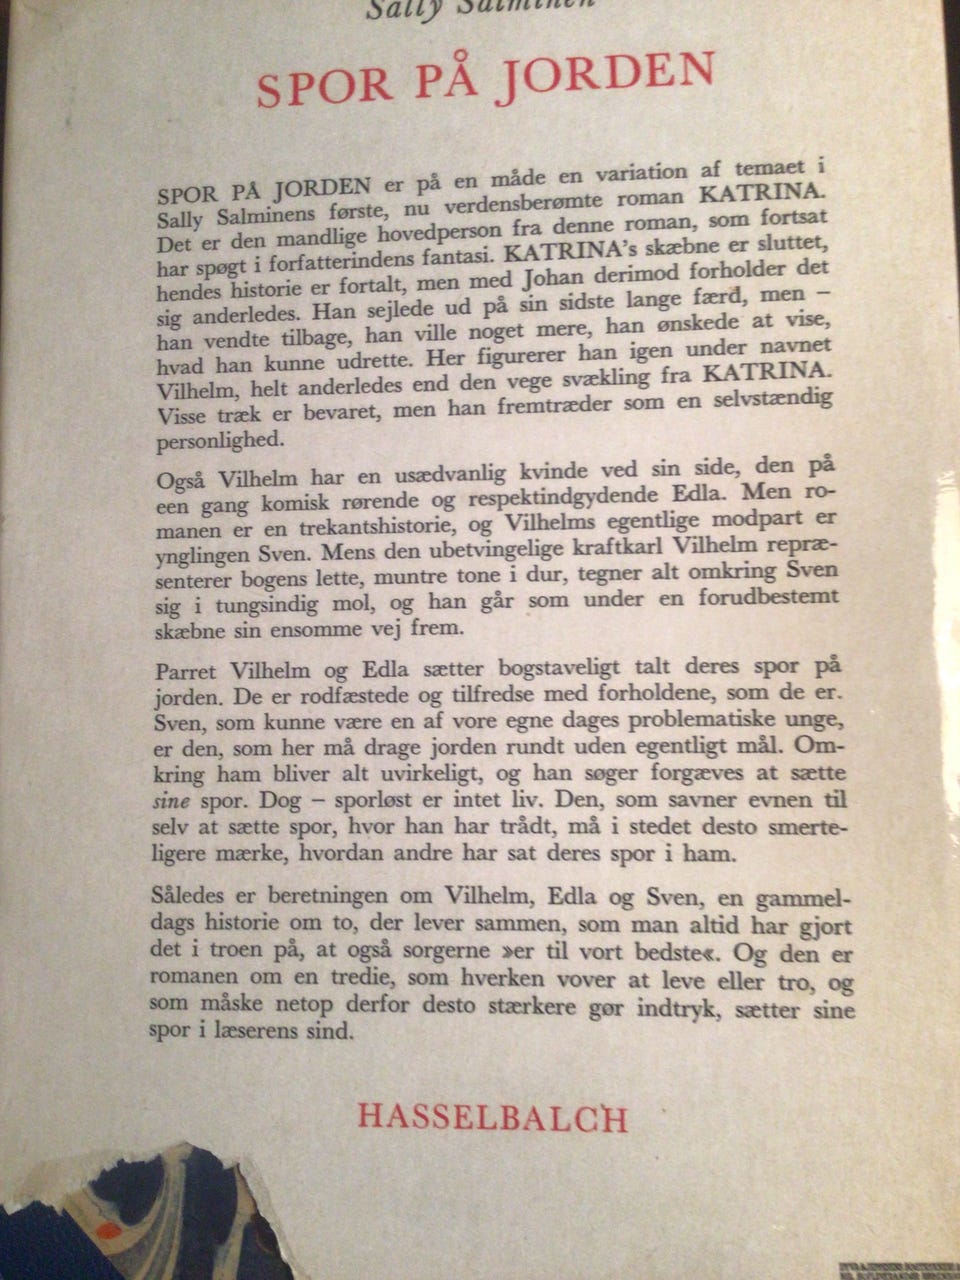 Sally Salminen
SPOR PÅ JORDEN
SPOR PÅ JORDEN er på en måde en variation af temaet i
Sally Salminens første, nu verdensberømte roman KATRINA.
Det er den mandlige hovedperson fra denne roman, som fortsat
har spøgt i forfatterindens fantasi. KATRINA's skæbne er sluttet,
hendes historie er fortalt, men med Johan derimod forholder det
sig anderledes. Han sejlede ud på sin sidste lange færd, men –
han vendte tilbage, han ville noget mere, han ønskede at vise,
hvad han kunne udrette. Her figurerer han igen under navnet
Vilhelm, helt anderledes end den vege svækling fra KATRINA.
Visse træk er bevaret, men han fremtræder som en selvstændig
personlighed.
Også Vilhelm har en usædvanlig kvinde ved sin side, den på
een gang komisk rørende og respektindgydende Edla. Men ro-
manen er en trekantshistorie, og Vilhelms egentlige modpart er
ynglingen Sven. Mens den ubetvingelige kraftkarl Vilhelm repræ-
senterer bogens lette, muntre tone i dur, tegner alt omkring Sven
sig i tungsindig mol, og han går som under en forudbestemt
skæbne sin ensomme vej frem.
Parret Vilhelm og Edla sætter bogstaveligt talt deres spor på
jorden. De er rodfæstede og tilfredse med forholdene, som de er.
Sven, som kunne være en af vore egne dages problematiske unge,
er den, som her må drage jorden rundt uden egentligt mål. Om-
kring ham bliver alt uvirkeligt, og han søger forgæves at sætte
sine spor. Dog – sporløst er intet liv. Den, som savner evnen til
selv at sætte spor, hvor han har trådt, må i stedet desto smerte-
ligere mærke, hvordan andre har sat deres spor i ham.
Således er beretningen om Vilhelm, Edla og Sven, en gammel-
dags historie om to, der lever sammen, som man altid har gjort
det i troen på, at også sorgerne »er til vort bedste«. Og den er
romanen om en tredie, som hverken vover at leve eller tro, og
som måske netop derfor desto stærkere gør indtryk, sætter sine
spor i læserens sind.
HASSELBALCH